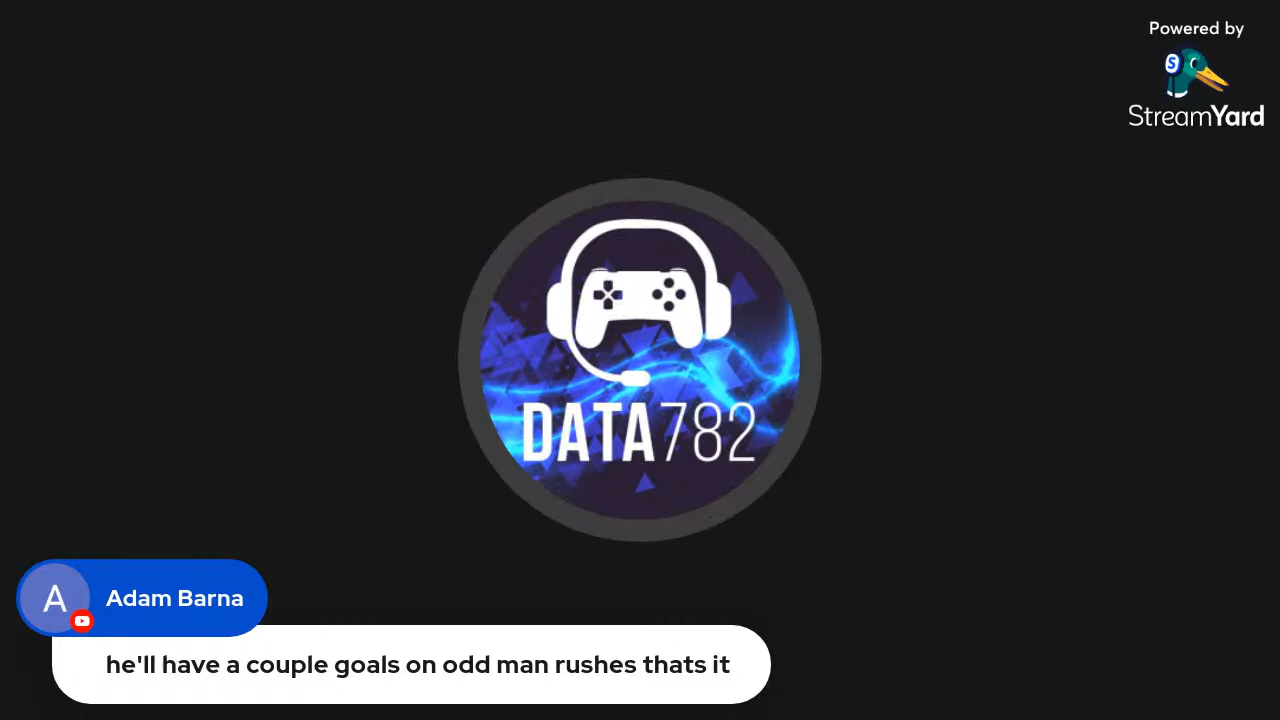 Powered by
S
StreamYard
DATA782
A
Adam Barna
he'll have a couple goals on odd man rushes thats it